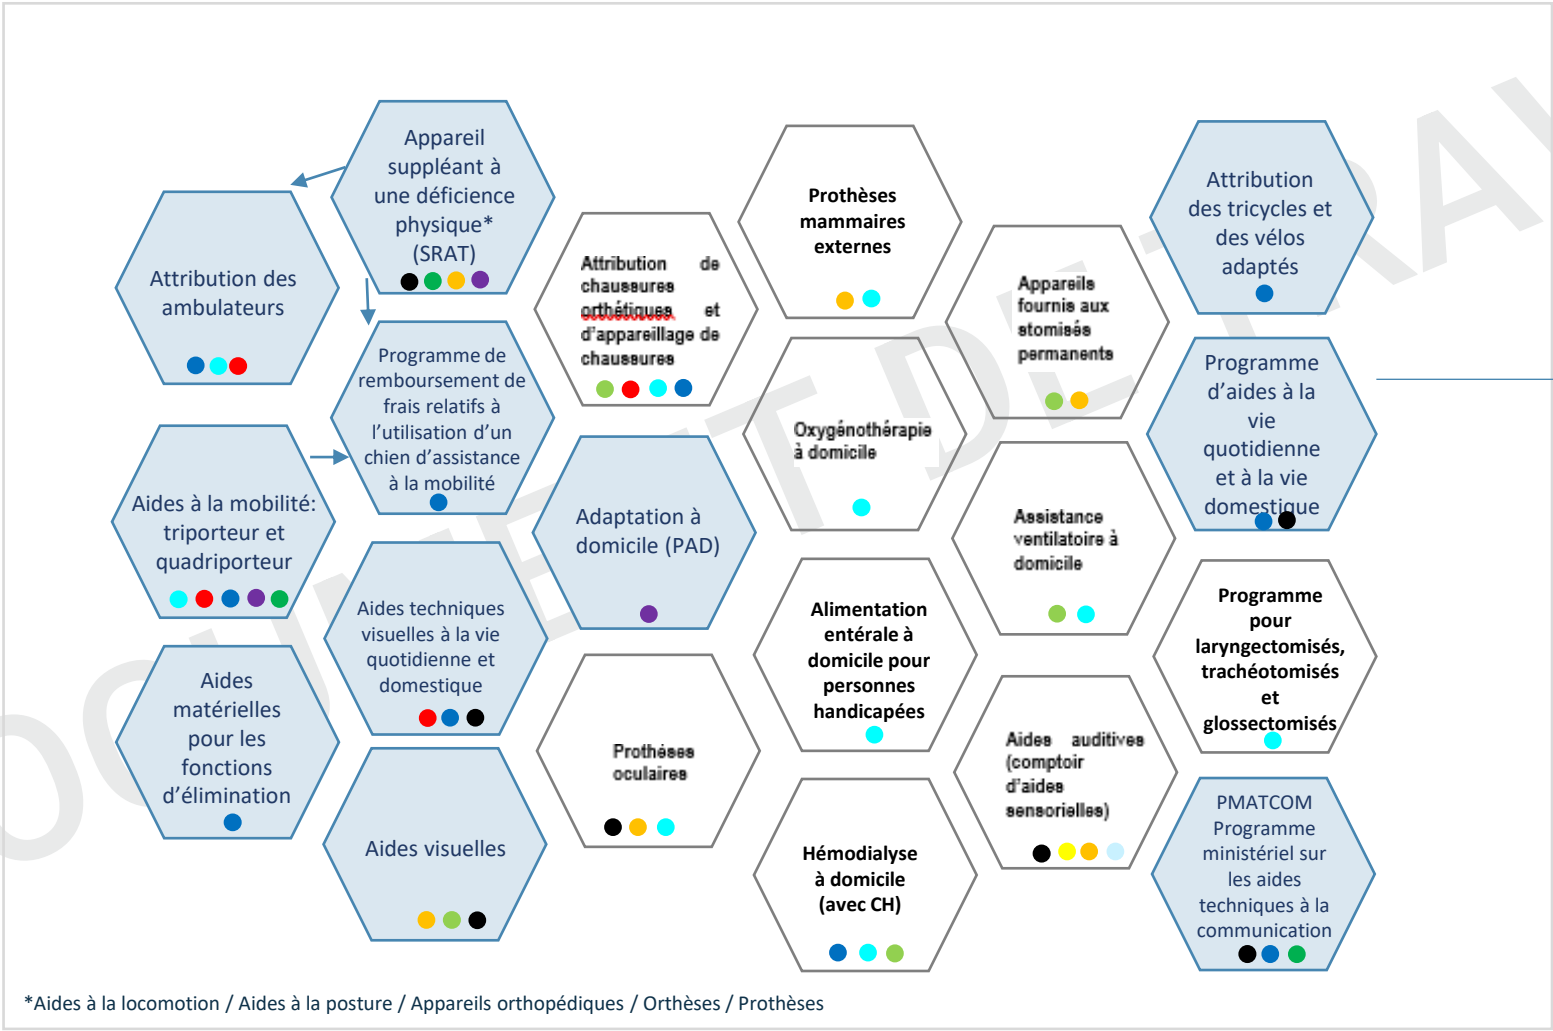 Appareil
suppléant à
une déficience
physique*
(SRAT)
Attribution des
ambulateurs
Programme de
remboursement de
frais relatifs à
l’utilisation d’un
chien d’assistance
à la mobilité
Aides à la mobilité:
triporteur et
quadriporteur
Aides techniques
visuelles à la vie
quotidienne et
domestique
Aides
matérielles
pour les
fonctions
d’élimination
Aides visuelles
Attribution de
chaussures
orthétiques et
d’appareillage de
chaussures
Adaptation à
domicile (PAD)
Prothèses
oculaires
Prothèses
mammaires
externes
Oxygénothérapie
à domicile
Alimentation
entérale à
domicile pour
personnes
handicapées
Hémodialyse
à domicile
(avec CH)
Appareils
fournis aux
stomisés
permanents
Assistance
ventilatoire à
domicile
Aides auditives
(comptoir
d’aides
sensorielles)
Attribution
des tricycles et
des vélos
adaptés
Programme
d’aides à la
vie
quotidienne
et à la vie
domestique
Programme
pour
laryngectomisés,
trachéotomisés
et
glossectomisés
PMATCOM
Programme
ministériel sur
les aides
techniques à la
communication
*Aides à la locomotion / Aides à la posture / Appareils orthopédiques / Orthèses / Prothèses